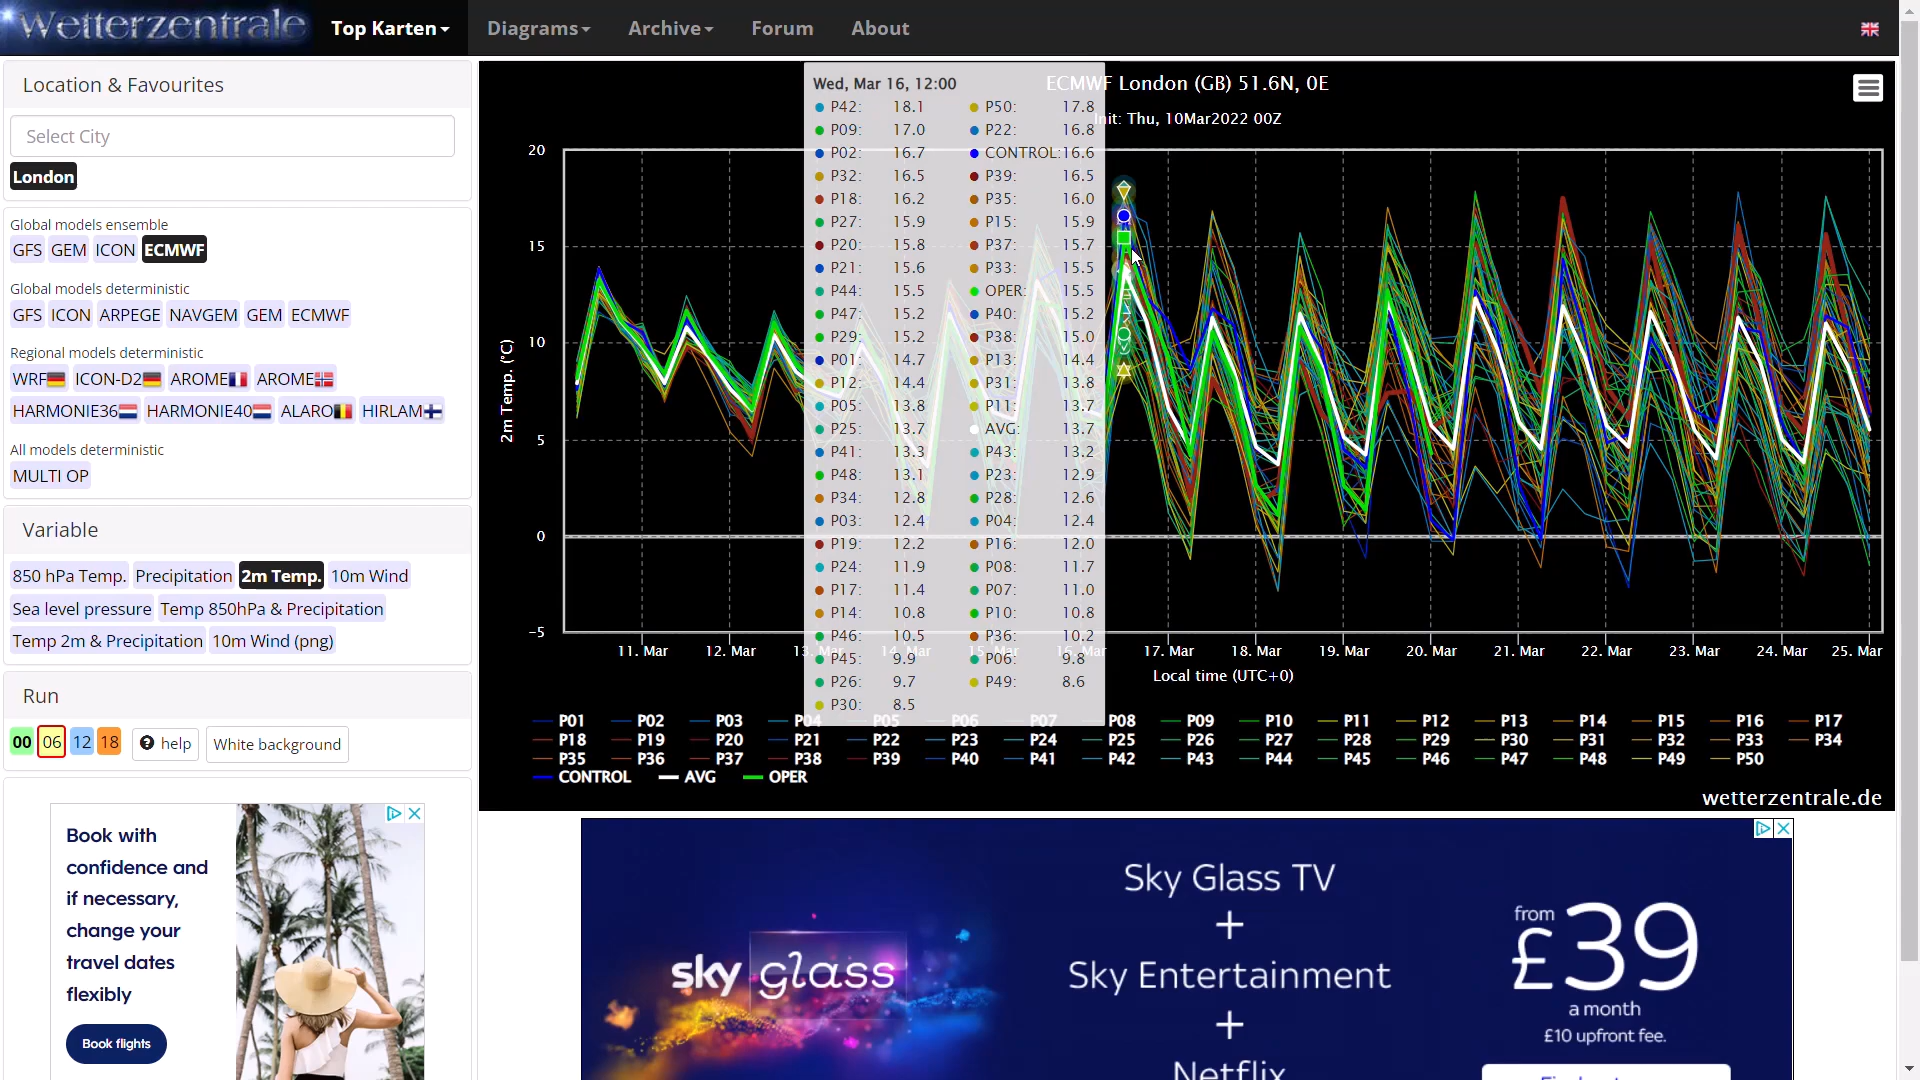 Wetterzentrale
Top Karten
Diagrams
Archive
Forum
About
Location & Favourites
Select City
London
Global models ensemble
GFS GEM ICON ECMWF
Global models deterministic
GFS ICON ARPEGE NAVGEM GEM ECMWF
Regional models deterministic
WRF ICON-D2 AROME AROME
HARMONIE36 HARMONIE40 ALARO HIRLAM
All models deterministic
MULTI OP
Variable
850 hPa Temp. Precipitation 2m Temp. 10m Wind
Sea level pressure Temp 850hPa & Precipitation
Temp 2m & Precipitation 10m Wind (png)
Run
00 06 12 18 help White background
Book with
confidence and
if necessary,
change your
travel dates
flexibly
Book flights
ECMWF London (GB) 51.6N, 0E
Init: Thu, 10Mar2022 00Z
Wed, Mar 16, 12:00
P42: 18.1 P50: 17.8
P09: 17.0 P22: 16.8
P02: 16.7 CONTROL: 16.6
P32: 16.5 P39: 16.5
P18: 16.2 P35: 16.0
P27: 15.9 P15: 15.9
P20: 15.8 P37: 15.7
P21: 15.6 P33: 15.5
P44: 15.5 OPER: 15.5
P47: 15.2 P40: 15.2
P29: 15.2 P38: 15.0
P01: 14.7 P13: 14.4
P12: 14.4 P31: 13.8
P05: 13.8 P11: 13.7
P25: 13.7 AVG: 13.7
P41: 13.3 P43: 13.2
P48: 13.1 P23: 12.9
P34: 12.8 P28: 12.6
P03: 12.4 P04: 12.4
P19: 12.2 P16: 12.0
P24: 11.9 P08: 11.7
P17: 11.4 P07: 11.0
P14: 10.8 P10: 10.8
P46: 10.5 P36: 10.2
P45: 9.9 P06: 9.8
P26: 9.7 P49: 8.6
P30: 8.5
2m Temp. (°C)
20
15
10
5
0
-5
11. Mar 12. Mar 13. Mar 14. Mar 15. Mar 16. Mar 17. Mar 18. Mar 19. Mar 20. Mar 21. Mar 22. Mar 23. Mar 24. Mar 25. Mar
Local time (UTC+0)
P01 P02 P03 P04 P05 P06 P07 P08 P09 P10 P11 P12 P13 P14 P15 P16 P17
P18 P19 P20 P21 P22 P23 P24 P25 P26 P27 P28 P29 P30 P31 P32 P33 P34
P35 P36 P37 P38 P39 P40 P41 P42 P43 P44 P45 P46 P47 P48 P49 P50
CONTROL AVG OPER
wetterzentrale.de
sky glass
Sky Glass TV
+
Sky Entertainment
+
Netflix
from
£39
a month
£10 upfront fee.